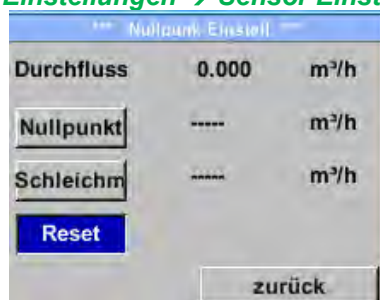 Einstellungen → Sensor Einst
*** Nullpunk Einstell ***
Durchfluss 0.000 m³/h
Nullpunkt ----- m³/h
Schleichm ----- m³/h
Reset
zurück